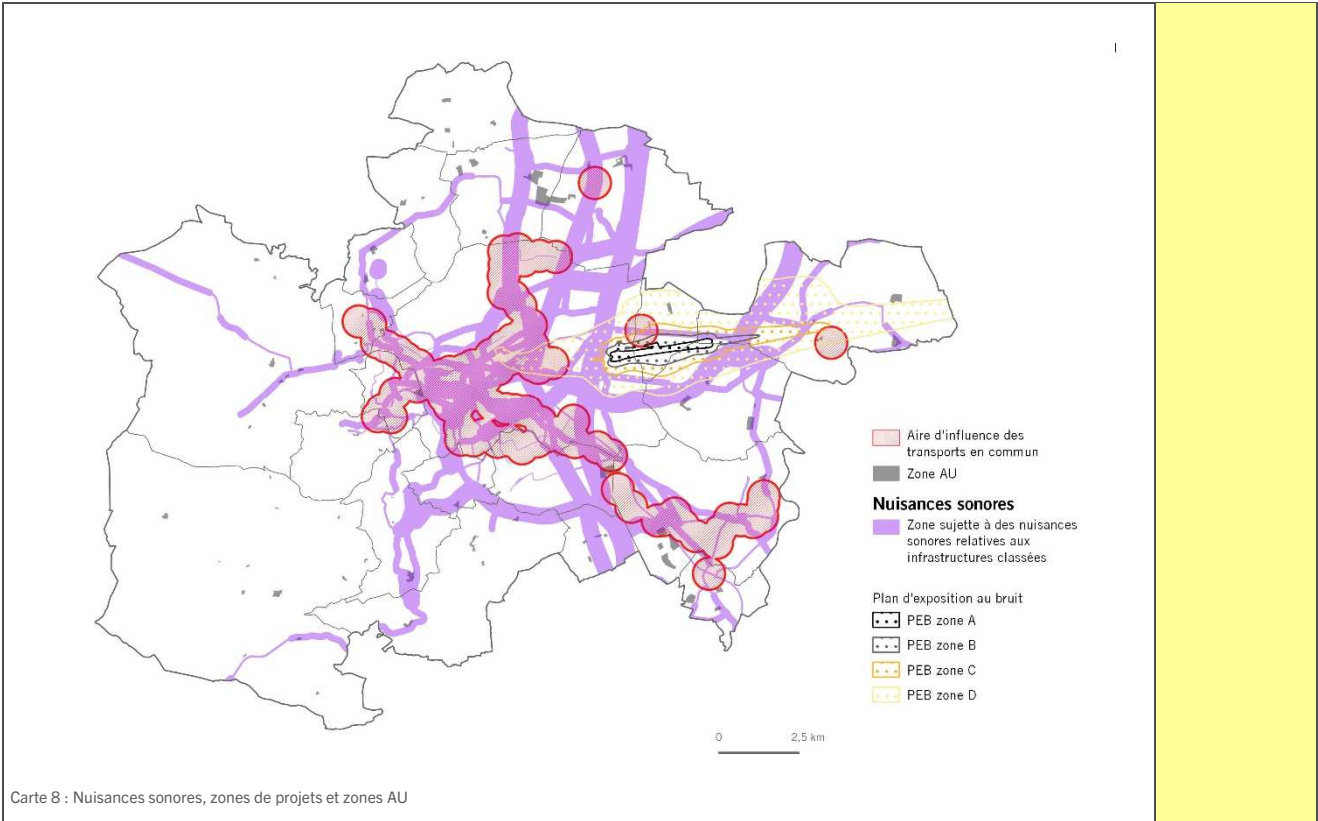 Aire d'influence des
transports en commun
Zone AU
Nuisances sonores
Zone sujette à des nuisances
sonores relatives aux
infrastructures classées
Plan d'exposition au bruit
PEB zone A
PEB zone B
PEB zone C
PEB zone D
0 2,5 km
Carte 8 : Nuisances sonores, zones de projets et zones AU